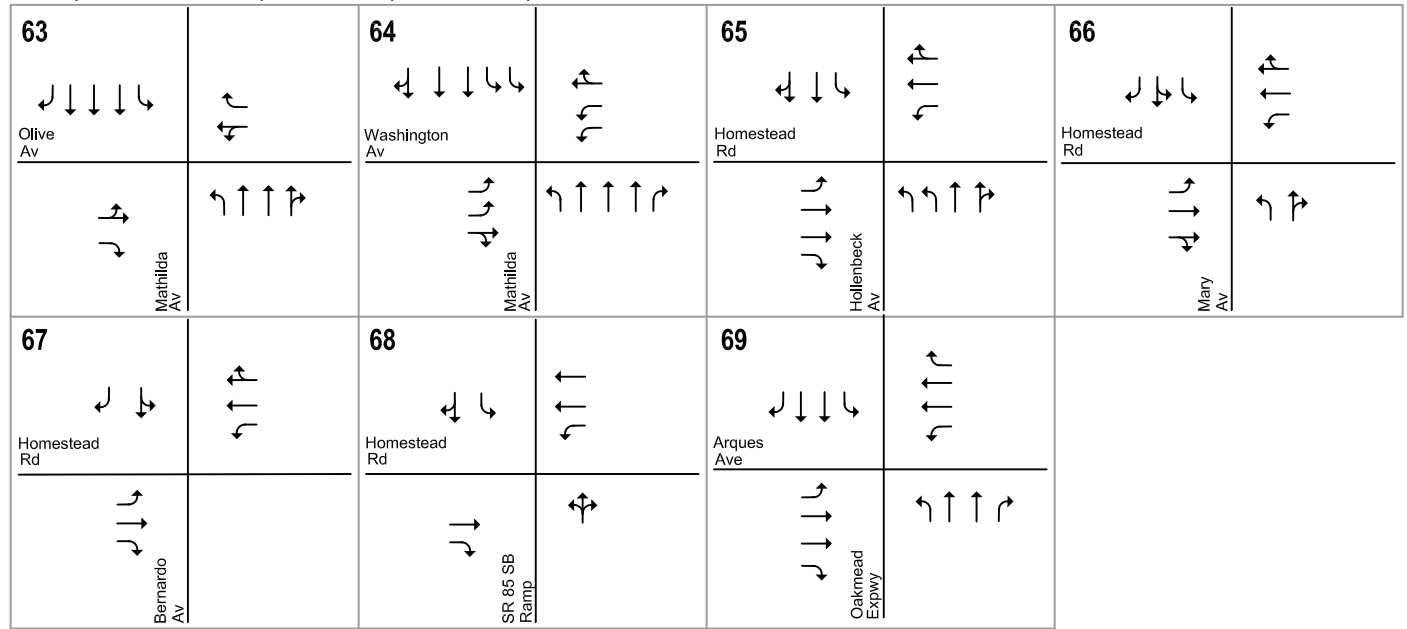 63
Olive
Av
Mathilda
Av
64
Washington
Av
Mathilda
Av
65
Homestead
Rd
Hollenbeck
Av
66
Homestead
Rd
Mary
Av
67
Homestead
Rd
Bernardo
Av
68
Homestead
Rd
SR 85 SB
Ramp
69
Arques
Ave
Oakmead
Expwy